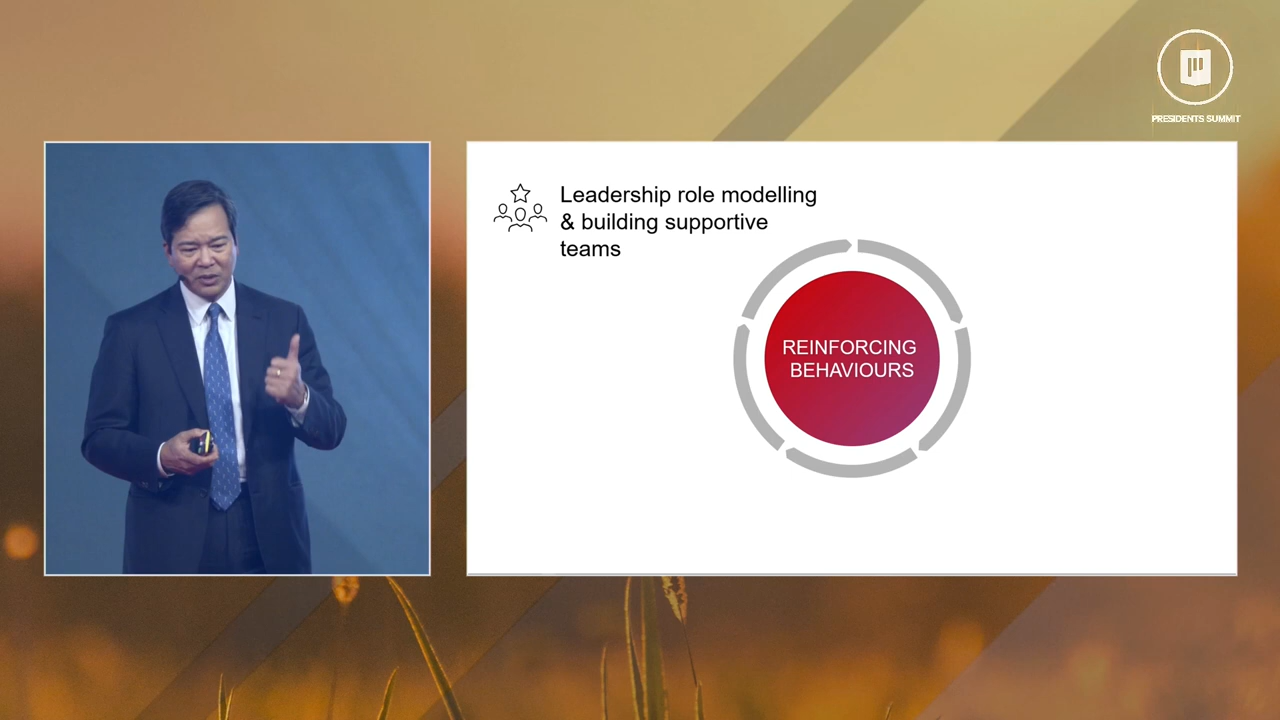 PRESIDENTS SUMMIT
Leadership role modelling
& building supportive
teams
REINFORCING
BEHAVIOURS